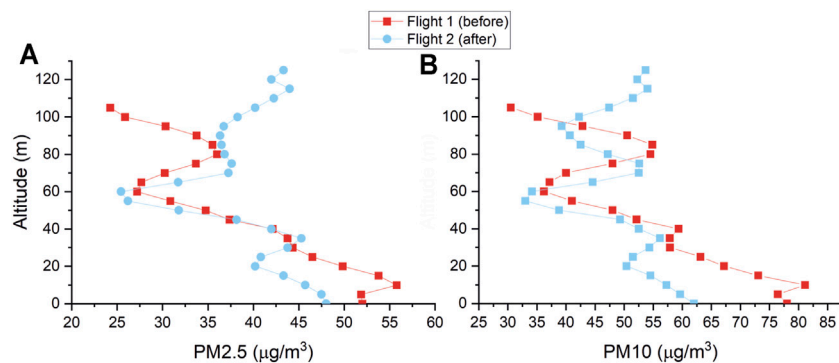 Flight 1 (before)
Flight 2 (after)
A
B
Altitude (m)
120
100
80
60
40
20
0
20 25 30 35 40 45 50 55 60
PM2.5 (μg/m³)
120
100
80
60
40
20
0
25 30 35 40 45 50 55 60 65 70 75 80 85
PM10 (μg/m³)